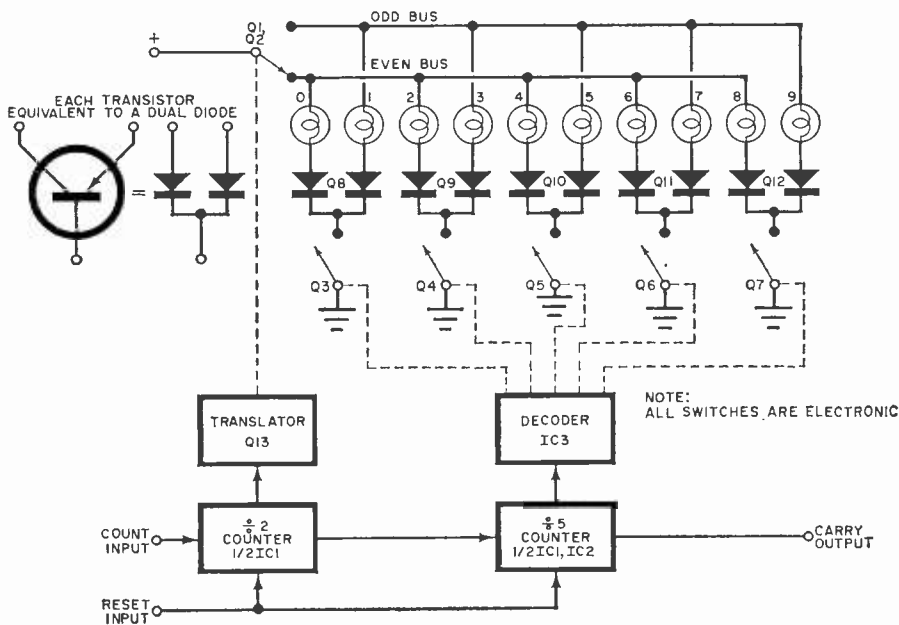 ODD BUS
+
Q1,
Q2
EVEN BUS
EACH TRANSISTOR
EQUIVALENT TO A DUAL DIODE
0 1 2 3 4 5 6 7 8 9
=
Q8 Q9 Q10 Q11 Q12
Q3 Q4 Q5 Q6 Q7
NOTE:
ALL SWITCHES ARE ELECTRONIC
TRANSLATOR
Q13
DECODER
IC3
COUNT
INPUT
÷2
COUNTER
1/2IC1
÷5
COUNTER
1/2IC1, IC2
CARRY
OUTPUT
RESET
INPUT